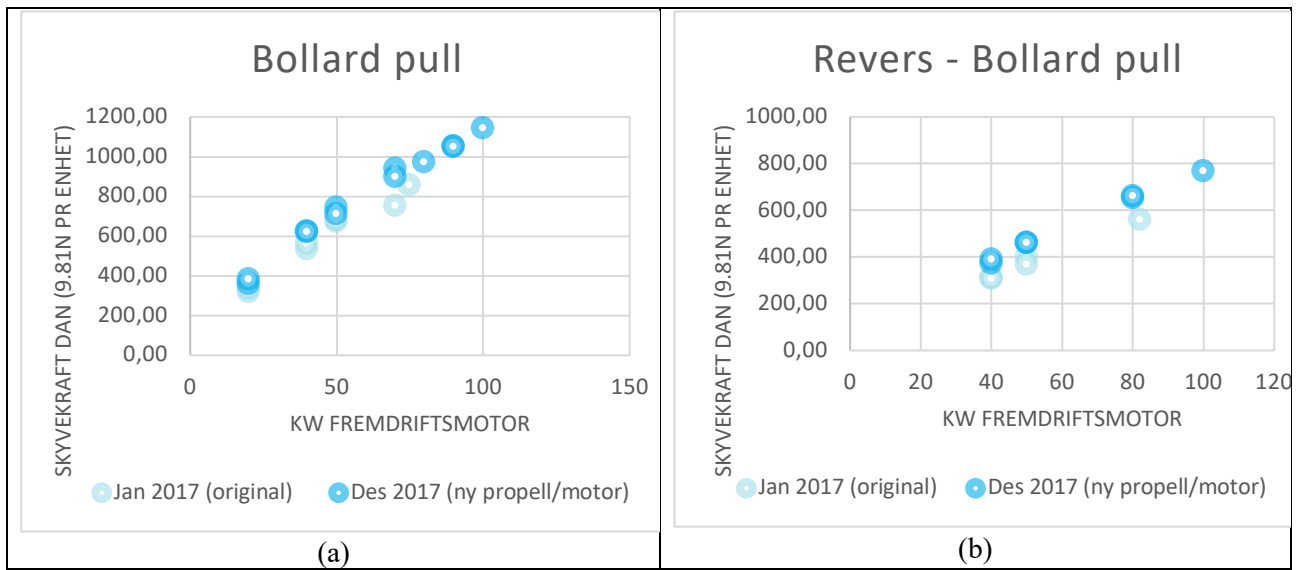 Bollard pull
SKYVEKRAFT DAN (9.81N PR ENHET)
1200,00
1000,00
800,00
600,00
400,00
200,00
0,00
0 50 100 150
KW FREMDRIFTSMOTOR
Jan 2017 (original) Des 2017 (ny propell/motor)
(a)
Revers - Bollard pull
SKYVEKRAFT DAN (9.81N PR ENHET)
1000,00
800,00
600,00
400,00
200,00
0,00
0 20 40 60 80 100 120
KW FREMDRIFTSMOTOR
Jan 2017 (original) Des 2017 (ny propell/motor)
(b)